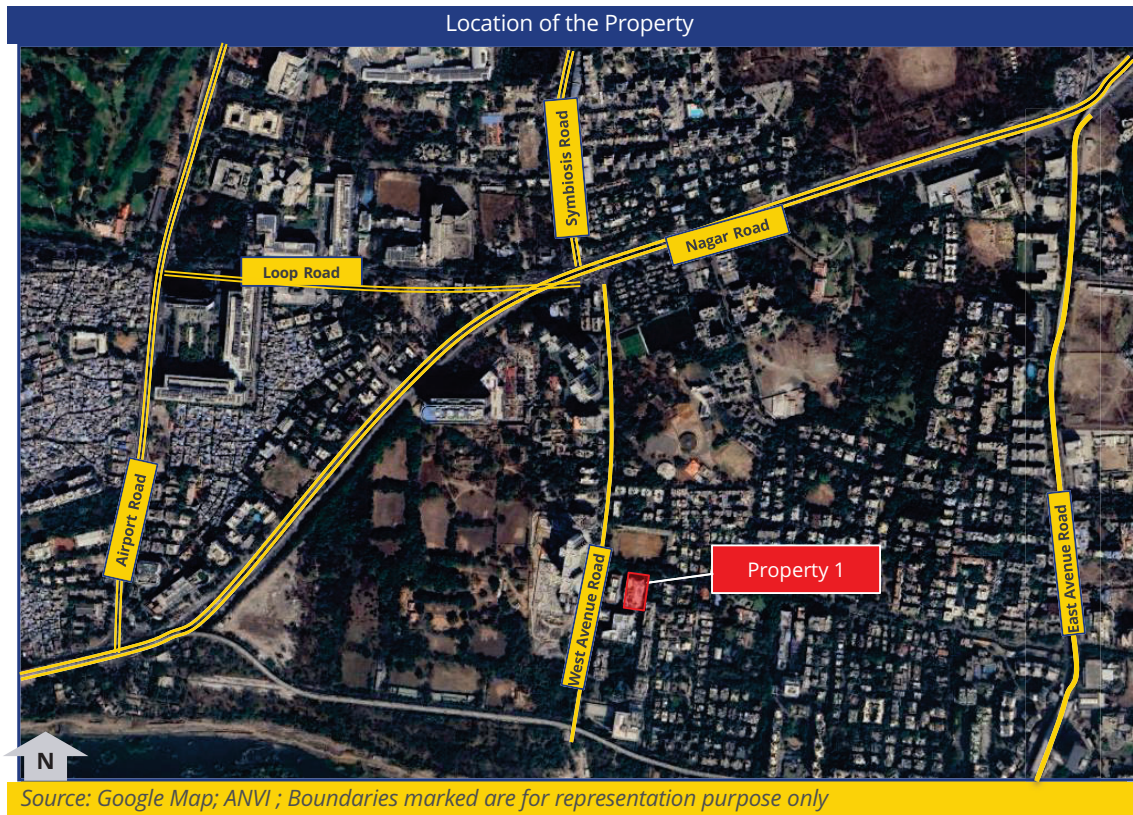 Location of the Property
Symbiosis Road
Nagar Road
Loop Road
Airport Road
Property 1
West Avenue Road
East Avenue Road
N
Source: Google Map; ANVI ; Boundaries marked are for representation purpose only